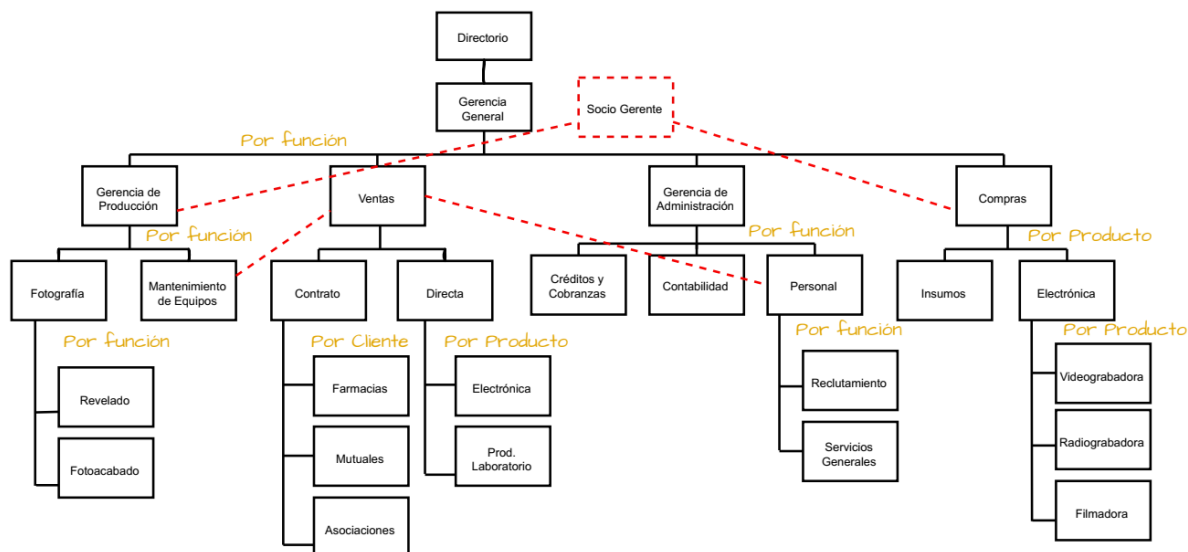 Directorio
Gerencia
General
Socio Gerente
Por función
Gerencia de
Producción
Ventas
Gerencia de
Administración
Compras
Por función
Por función
Por Producto
Fotografía
Mantenimiento
de Equipos
Contrato
Directa
Créditos y
Cobranzas
Contabilidad
Personal
Insumos
Electrónica
Por función
Por Cliente
Por Producto
Por función
Por Producto
Revelado
Fotoacabado
Farmacias
Mutuales
Asociaciones
Electrónica
Prod.
Laboratorio
Reclutamiento
Servicios
Generales
Videograbadora
Radiograbadora
Filmadora